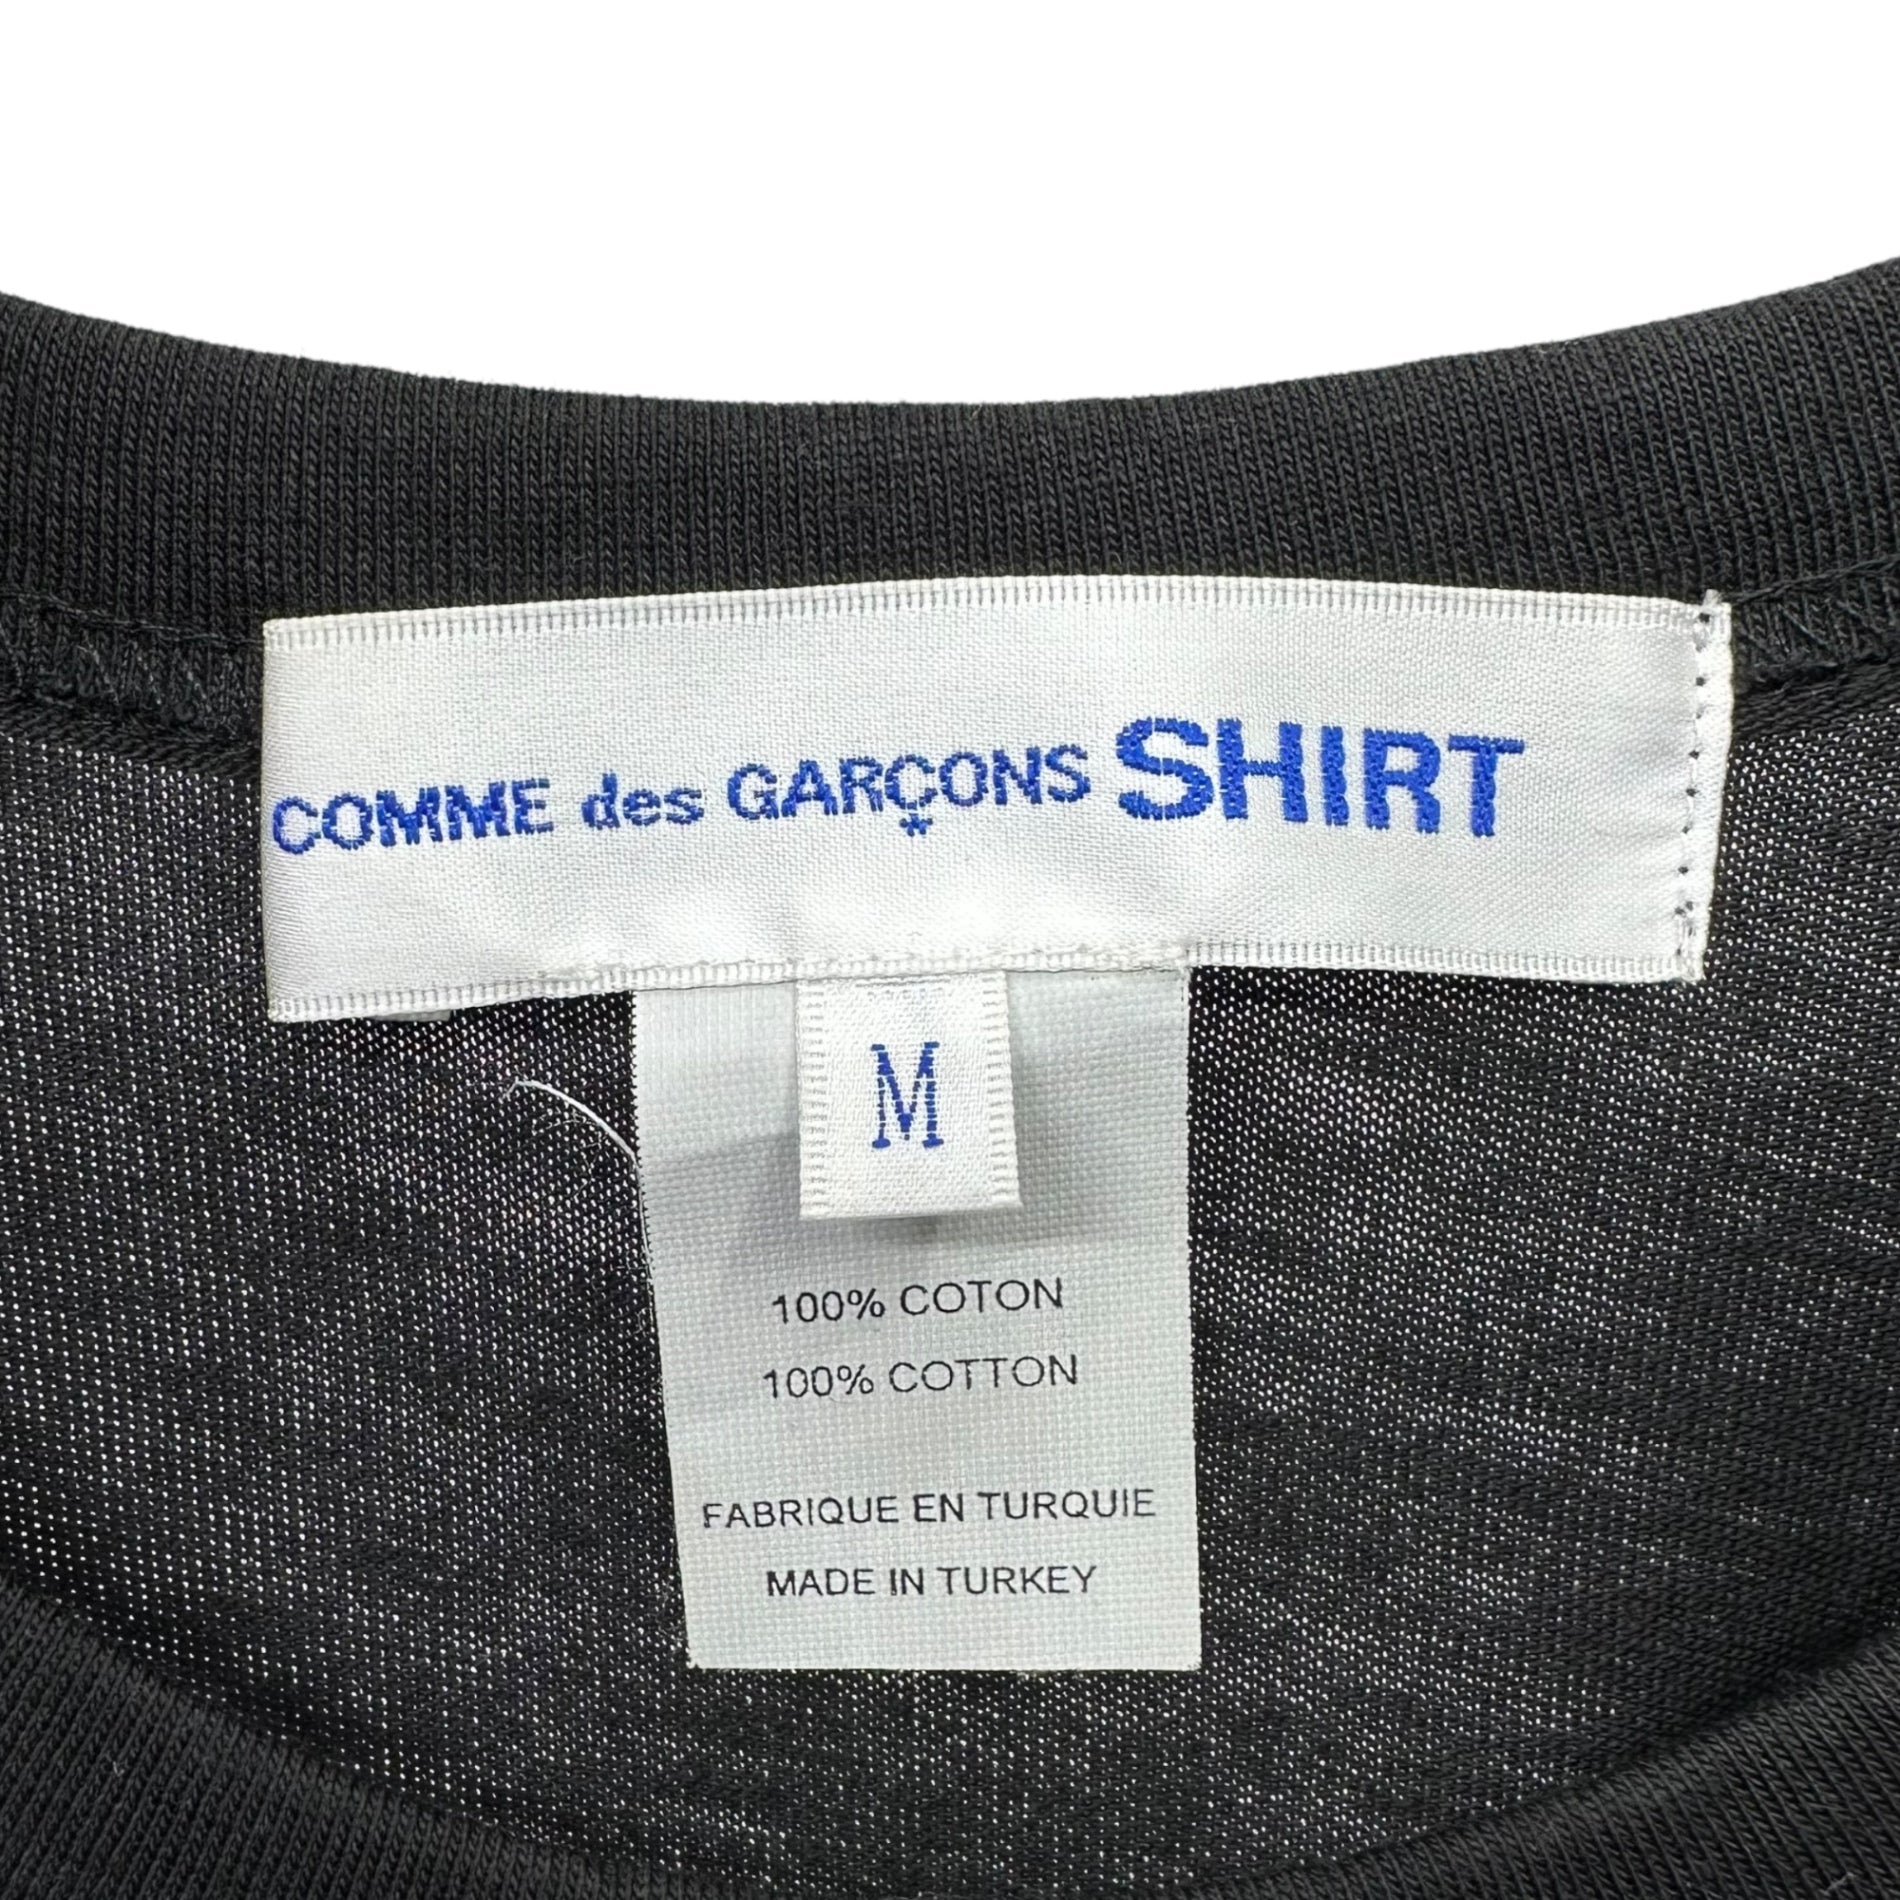 COMME des GARÇONS SHIRT
M
100% COTON
100% COTTON
FABRIQUE EN TURQUIE
MADE IN TURKEY